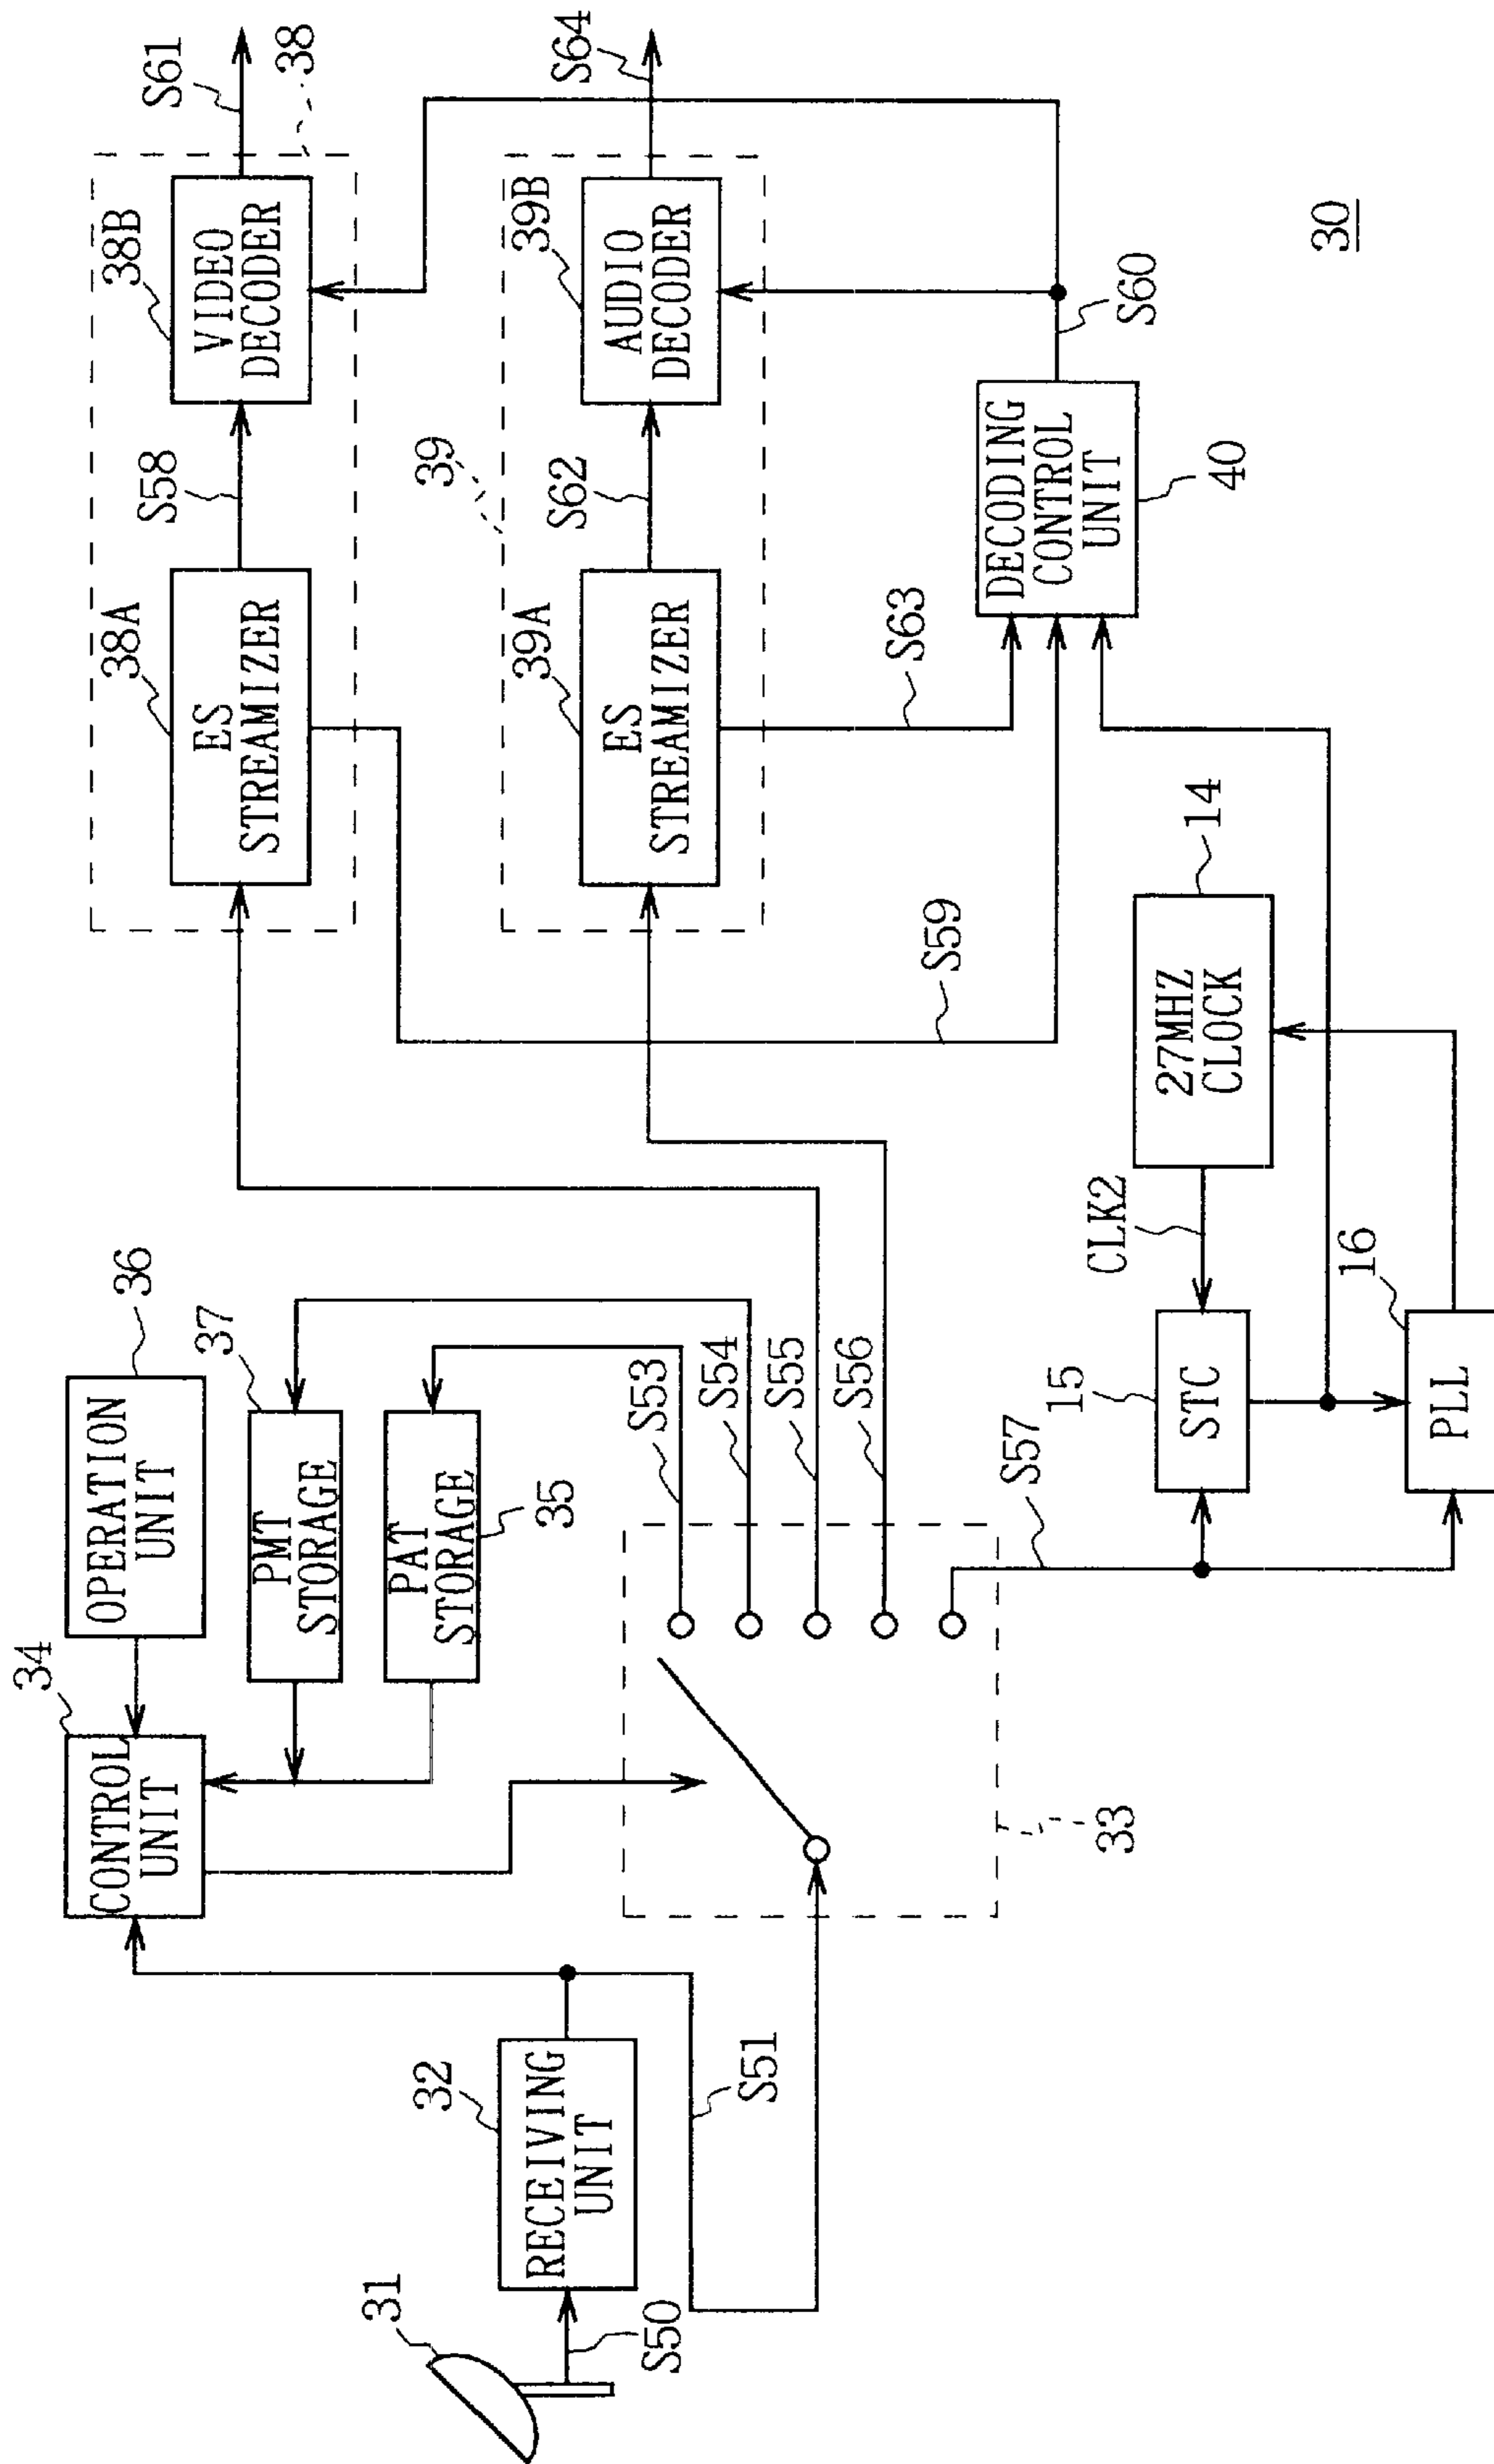 31
S50
RECEIVING
UNIT
32
S51
CONTROL
UNIT
34
OPERATION
UNIT
36
PMT
STORAGE
37
PAT
STORAGE
35
33
S53
S54
S55
S56
S57
STC
15
PLL
16
CLK2
27MHZ
CLOCK
14
ES
STREAMIZER
38A
S58
VIDEO
DECODER
38B
S61
38
ES
STREAMIZER
39A
39
S62
AUDIO
DECODER
39B
S64
S59
S63
DECODING
CONTROL
UNIT
40
S60
30